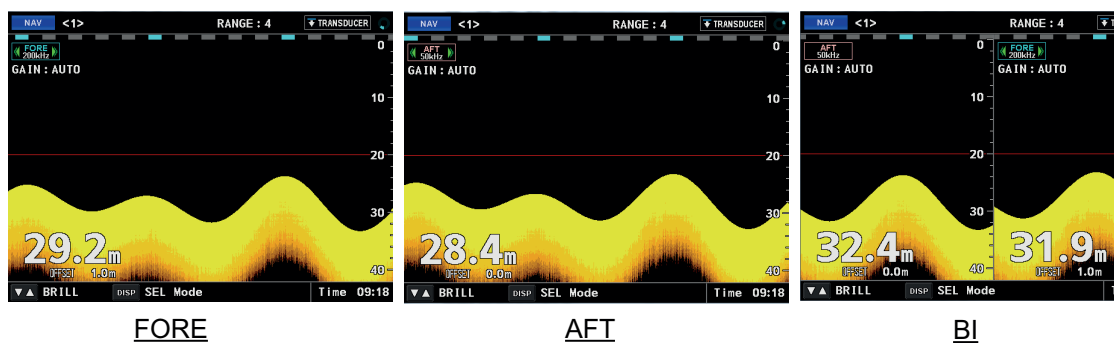 NAV <1> RANGE : 4 TRANSDUCER
FORE
200kHz
GAIN : AUTO
0
10
20
30
40
29.2m
OFFSET 1.0m
▼▲ BRILL DISP SEL Mode Time 09:18
FORE
NAV <1> RANGE : 4 TRANSDUCER
AFT
50kHz
GAIN : AUTO
0
10
20
30
40
28.4m
OFFSET 0.0m
▼▲ BRILL DISP SEL Mode Time 09:18
AFT
NAV <1> RANGE : 4
AFT
50kHz
GAIN : AUTO
0
10
20
30
40
32.4m
OFFSET 0.0m
FORE
200kHz
GAIN : AUTO
31.9m
OFFSET 1.0m
▼▲ BRILL DISP SEL Mode
BI